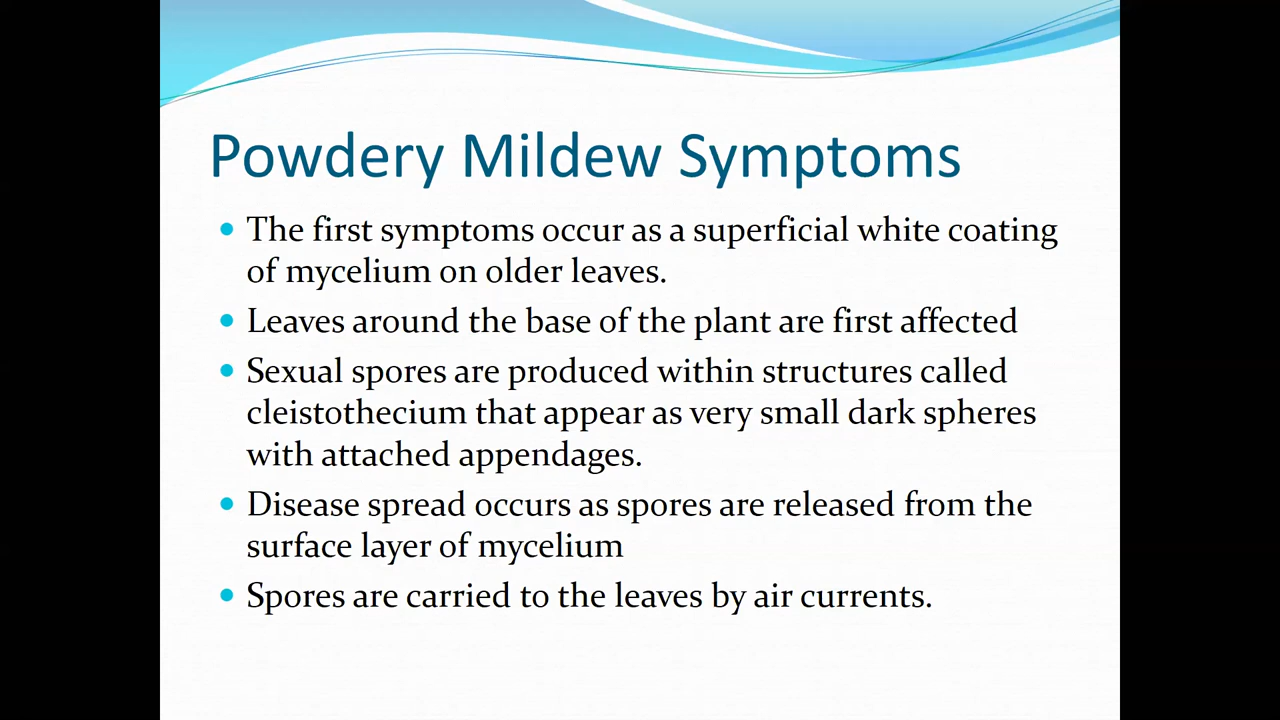 Powdery Mildew Symptoms
• The first symptoms occur as a superficial white coating
of mycelium on older leaves.
• Leaves around the base of the plant are first affected
• Sexual spores are produced within structures called
cleistothecium that appear as very small dark spheres
with attached appendages.
• Disease spread occurs as spores are released from the
surface layer of mycelium
• Spores are carried to the leaves by air currents.